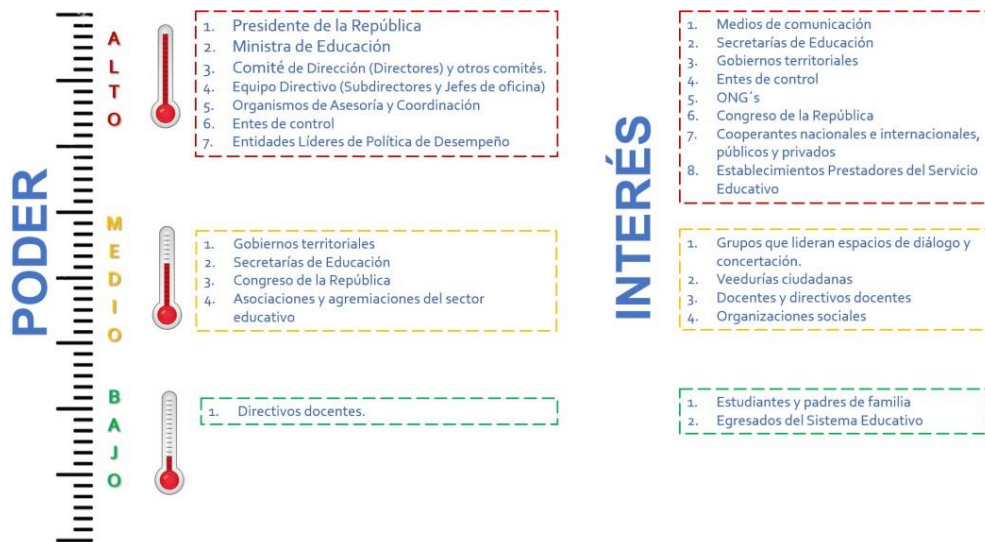 PODER
ALTO
1. Presidente de la República
2. Ministra de Educación
3. Comité de Dirección (Directores) y otros comités.
4. Equipo Directivo (Subdirectores y Jefes de oficina)
5. Organismos de Asesoría y Coordinación
6. Entes de control
7. Entidades Líderes de Política de Desempeño
MEDIO
1. Gobiernos territoriales
2. Secretarías de Educación
3. Congreso de la República
4. Asociaciones y agremiaciones del sector
educativo
BAJO
1. Directivos docentes.
INTERÉS
1. Medios de comunicación
2. Secretarías de Educación
3. Gobiernos territoriales
4. Entes de control
5. ONG´s
6. Congreso de la República
7. Cooperantes nacionales e internacionales,
públicos y privados
8. Establecimientos Prestadores del Servicio
Educativo
1. Grupos que lideran espacios de diálogo y
concertación.
2. Veedurías ciudadanas
3. Docentes y directivos docentes
4. Organizaciones sociales
1. Estudiantes y padres de familia
2. Egresados del Sistema Educativo